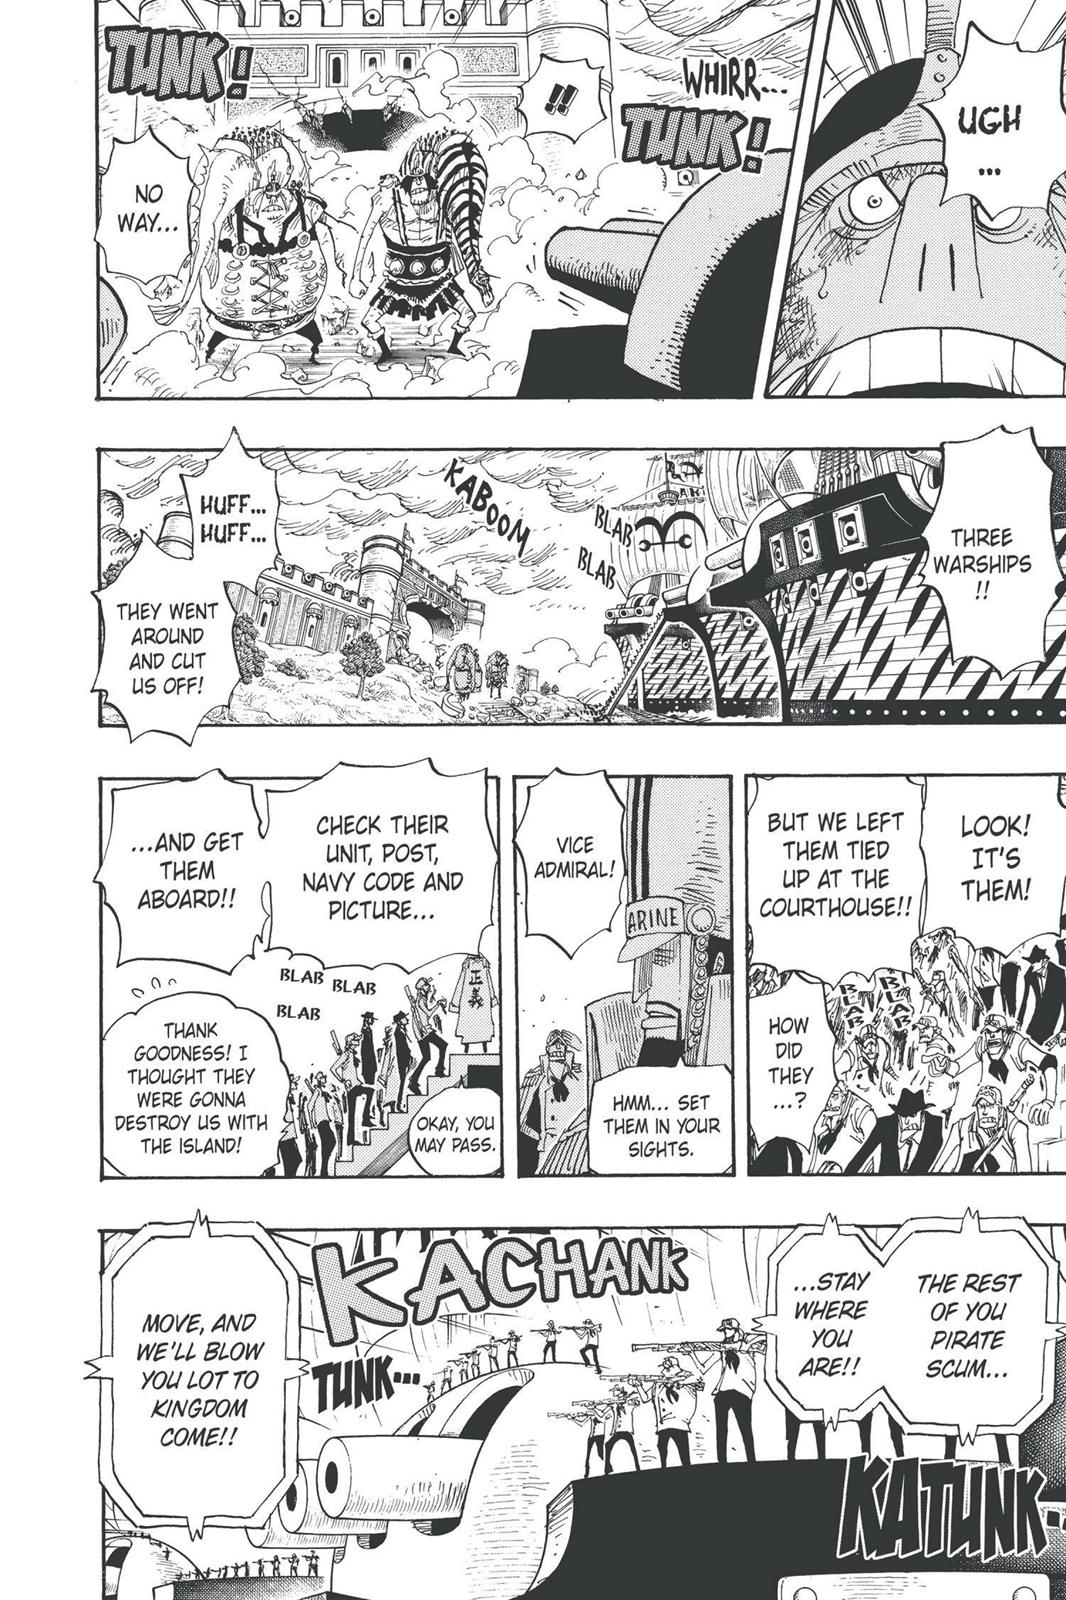 UGH
...
WHIRR...
TUNK!
!!
TUNK!
NO
WAY...
THREE
WARSHIPS
!!
BLAB
BLAB
KABOOM
HUFF...
HUFF...
THEY WENT
AROUND
AND CUT
US OFF!
LOOK!
IT'S
THEM!
BUT WE LEFT
THEM TIED
UP AT THE
COURTHOUSE!!
BLAB
BLAB
HOW
DID
THEY
...?
VICE
ADMIRAL!
ARINE
HMM... SET
THEM IN YOUR
SIGHTS.
CHECK THEIR
UNIT, POST,
NAVY CODE AND
PICTURE...
...AND GET
THEM
ABOARD!!
正義
BLAB BLAB
BLAB
OKAY, YOU
MAY PASS.
THANK
GOODNESS! I
THOUGHT THEY
WERE GONNA
DESTROY US WITH
THE ISLAND!
THE REST
OF YOU
PIRATE
SCUM...
...STAY
WHERE
YOU
ARE!!
KACHANK
TUNK...
KATUNK..
MOVE, AND
WE'LL BLOW
YOU LOT TO
KINGDOM
COME!!